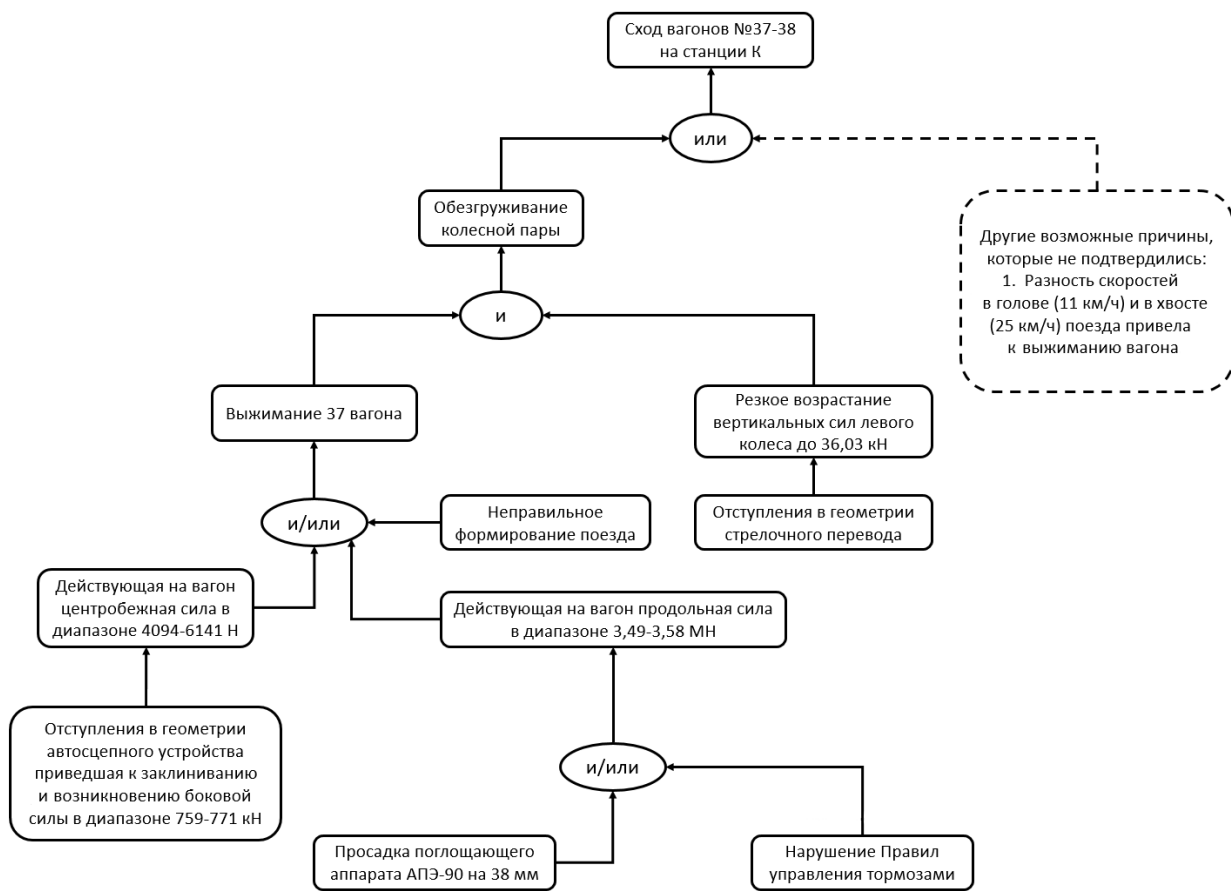 Сход вагонов №37-38
на станции К
или
Обезгруживание
колесной пары
Другие возможные причины,
которые не подтвердились:
1. Разность скоростей
в голове (11 км/ч) и в хвосте
(25 км/ч) поезда привела
к выжиманию вагона
и
Выжимание 37 вагона
Резкое возрастание
вертикальных сил левого
колеса до 36,03 кН
и/или
Неправильное
формирование поезда
Отступления в геометрии
стрелочного перевода
Действующая на вагон
центробежная сила в
диапазоне 4094-6141 Н
Действующая на вагон продольная сила
в диапазоне 3,49-3,58 МН
Отступления в геометрии
автосцепного устройства
приведшая к заклиниванию
и возникновению боковой
силы в диапазоне 759-771 кН
и/или
Просадка поглощающего
аппарата АПЭ-90 на 38 мм
Нарушение Правил
управления тормозами